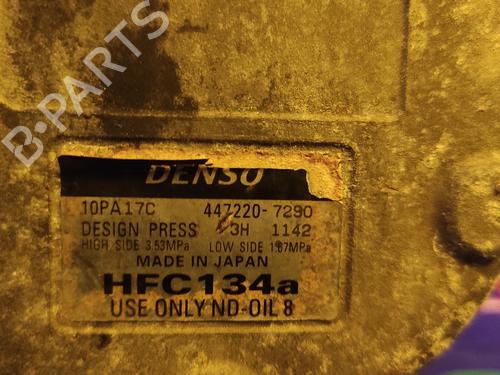 B-PARTS
DENSO
10PA17C 447220-7290
DESIGN PRESS 3H 1142
HIGH SIDE 3.53MPa LOW SIDE 1.67MPa
MADE IN JAPAN
HFC134a
USE ONLY ND-OIL 8